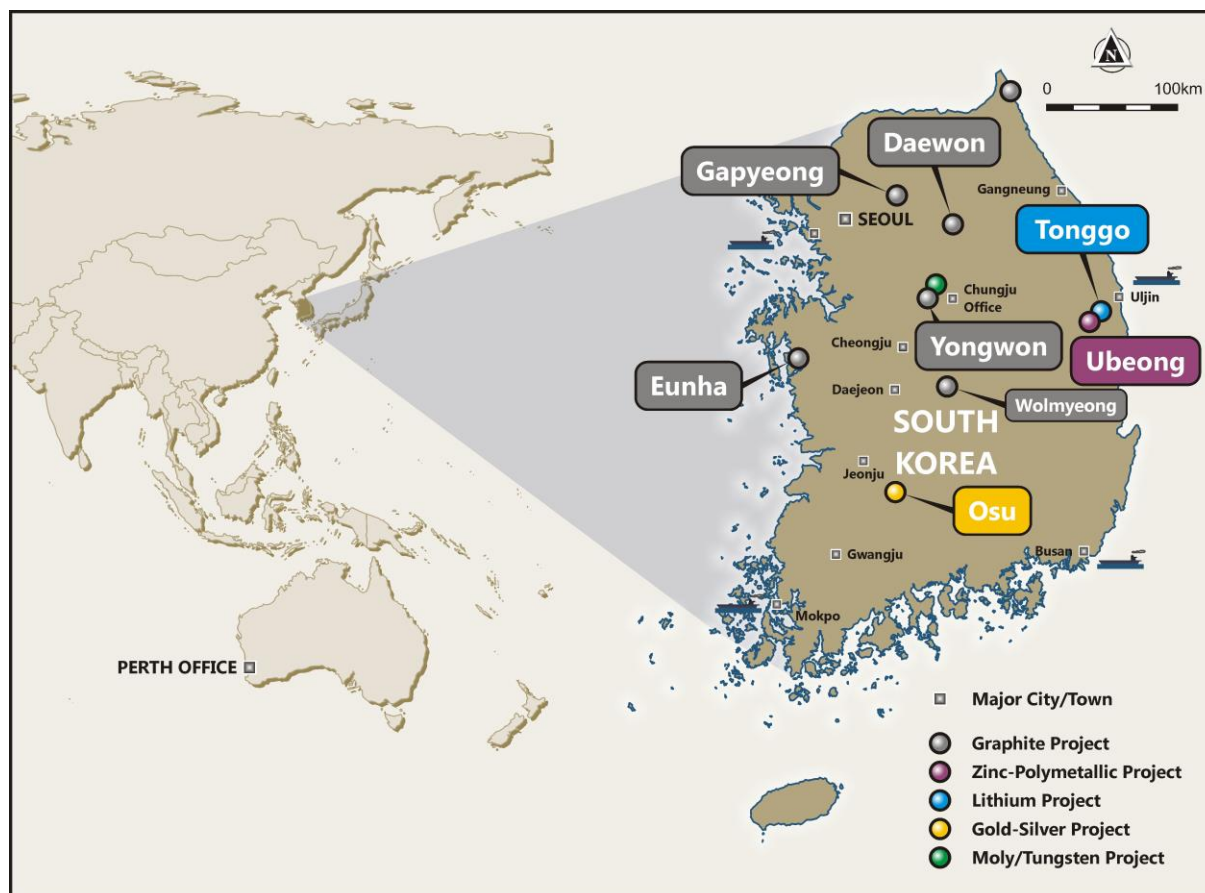 N
0 100km
Daewon
Gapyeong
Gangneung
SEOUL
Tonggo
Uljin
Chungju
Office
Yongwon
Cheongju
Ubeong
Eunha
Daejeon
Wolmyeong
SOUTH
KOREA
Jeonju
Osu
Gwangju
Busan
Mokpo
PERTH OFFICE
Major City/Town
Graphite Project
Zinc-Polymetallic Project
Lithium Project
Gold-Silver Project
Moly/Tungsten Project